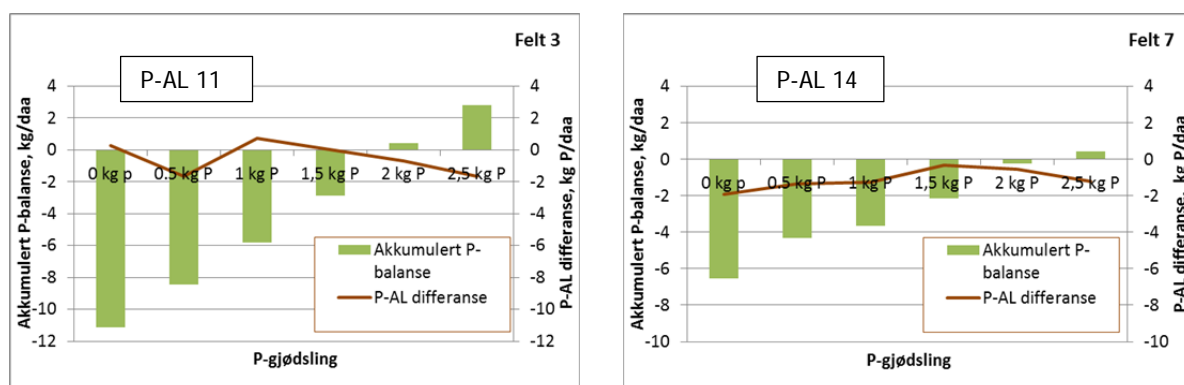 Felt 3
P-AL 11
Akkumulert P-balanse, kg/daa
4
2
0
-2
-4
-6
-8
-10
-12
0 kg p 0.5 kg P 1 kg P 1,5 kg P 2 kg P 2,5 kg P
4
2
0
-2
-4
-6
-8
-10
-12
P-AL differanse, kg P/daa
Akkumulert P-
balanse
P-AL differanse
P-gjødsling
Felt 7
P-AL 14
Akkumulert P-balanse, kg/daa
4
2
0
-2
-4
-6
-8
-10
0 kg p 0,5 kg P 1 kg P 1,5 kg P 2 kg P 2,5 kg P
4
2
0
-2
-4
-6
-8
-10
P-AL differanse, kg P/daa
Akkumulert P-
balanse
P-AL differanse
P-gjødsling